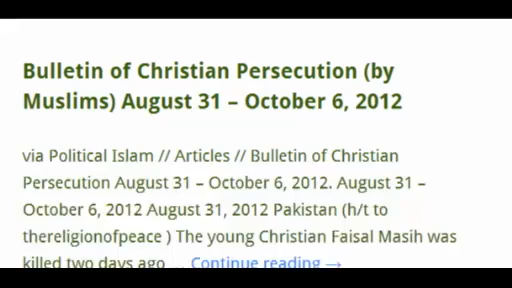 Bulletin of Christian Persecution (by
Muslims) August 31 – October 6, 2012
via Political Islam // Articles // Bulletin of Christian
Persecution August 31 – October 6, 2012. August 31 –
October 6, 2012 August 31, 2012 Pakistan (h/t to
thereligionofpeace ) The young Christian Faisal Masih was
killed two days ago … Continue reading →